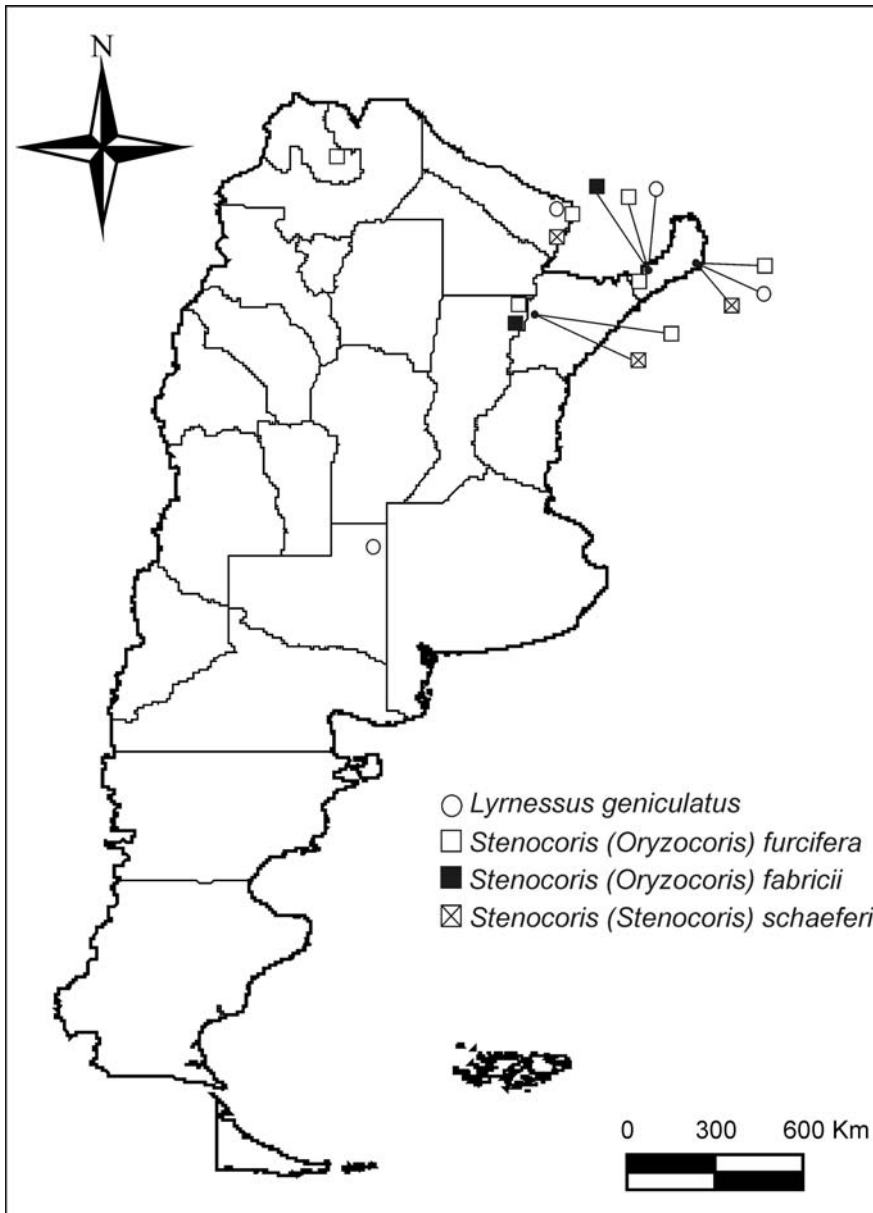 N
Lyrnessus geniculatus
Stenocoris (Oryzocoris) furcifera
Stenocoris (Oryzocoris) fabricii
Stenocoris (Stenocoris) schaeferi
0 300 600 Km